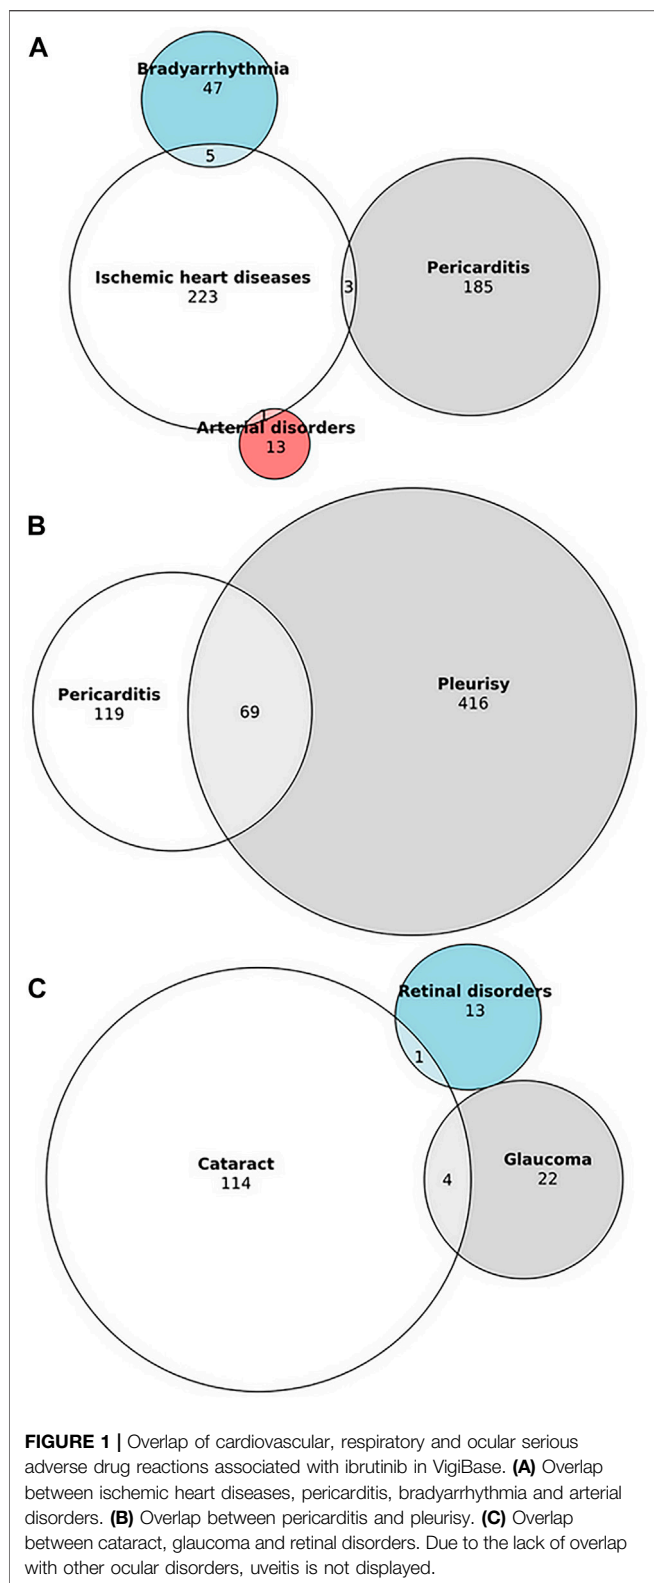 A
Bradyarrhythmia
47
5
Ischemic heart diseases
223
3
Pericarditis
185
1
Arterial disorders
13
B
Pericarditis
119
69
Pleurisy
416
C
Retinal disorders
13
1
Cataract
114
4
Glaucoma
22
FIGURE 1 | Overlap of cardiovascular, respiratory and ocular serious
adverse drug reactions associated with ibrutinib in VigiBase. (A) Overlap
between ischemic heart diseases, pericarditis, bradyarrhythmia and arterial
disorders. (B) Overlap between pericarditis and pleurisy. (C) Overlap
between cataract, glaucoma and retinal disorders. Due to the lack of overlap
with other ocular disorders, uveitis is not displayed.